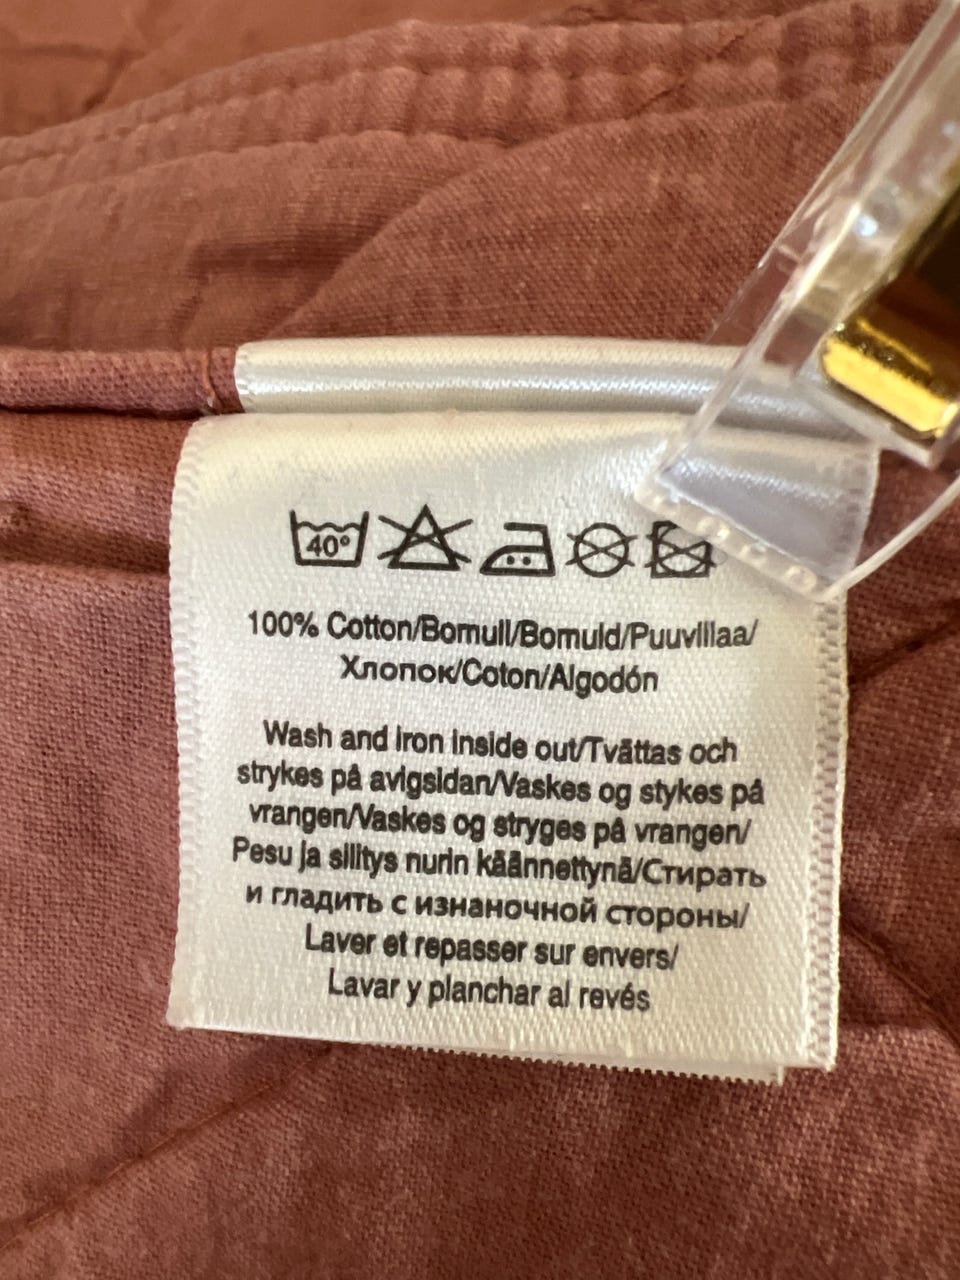 40°
100% Cotton/Bomull/Bomuld/Puuvillaa/
Хлопок/Coton/Algodón
Wash and iron inside out/Tvättas och
strykes på avigsidan/Vaskes og stykes på
vrangen/Vaskes og stryges på vrangen/
Pesu ja silitys nurin käännettynä/Стирать
и гладить с изнаночной стороны/
Laver et repasser sur envers/
Lavar y planchar al revés